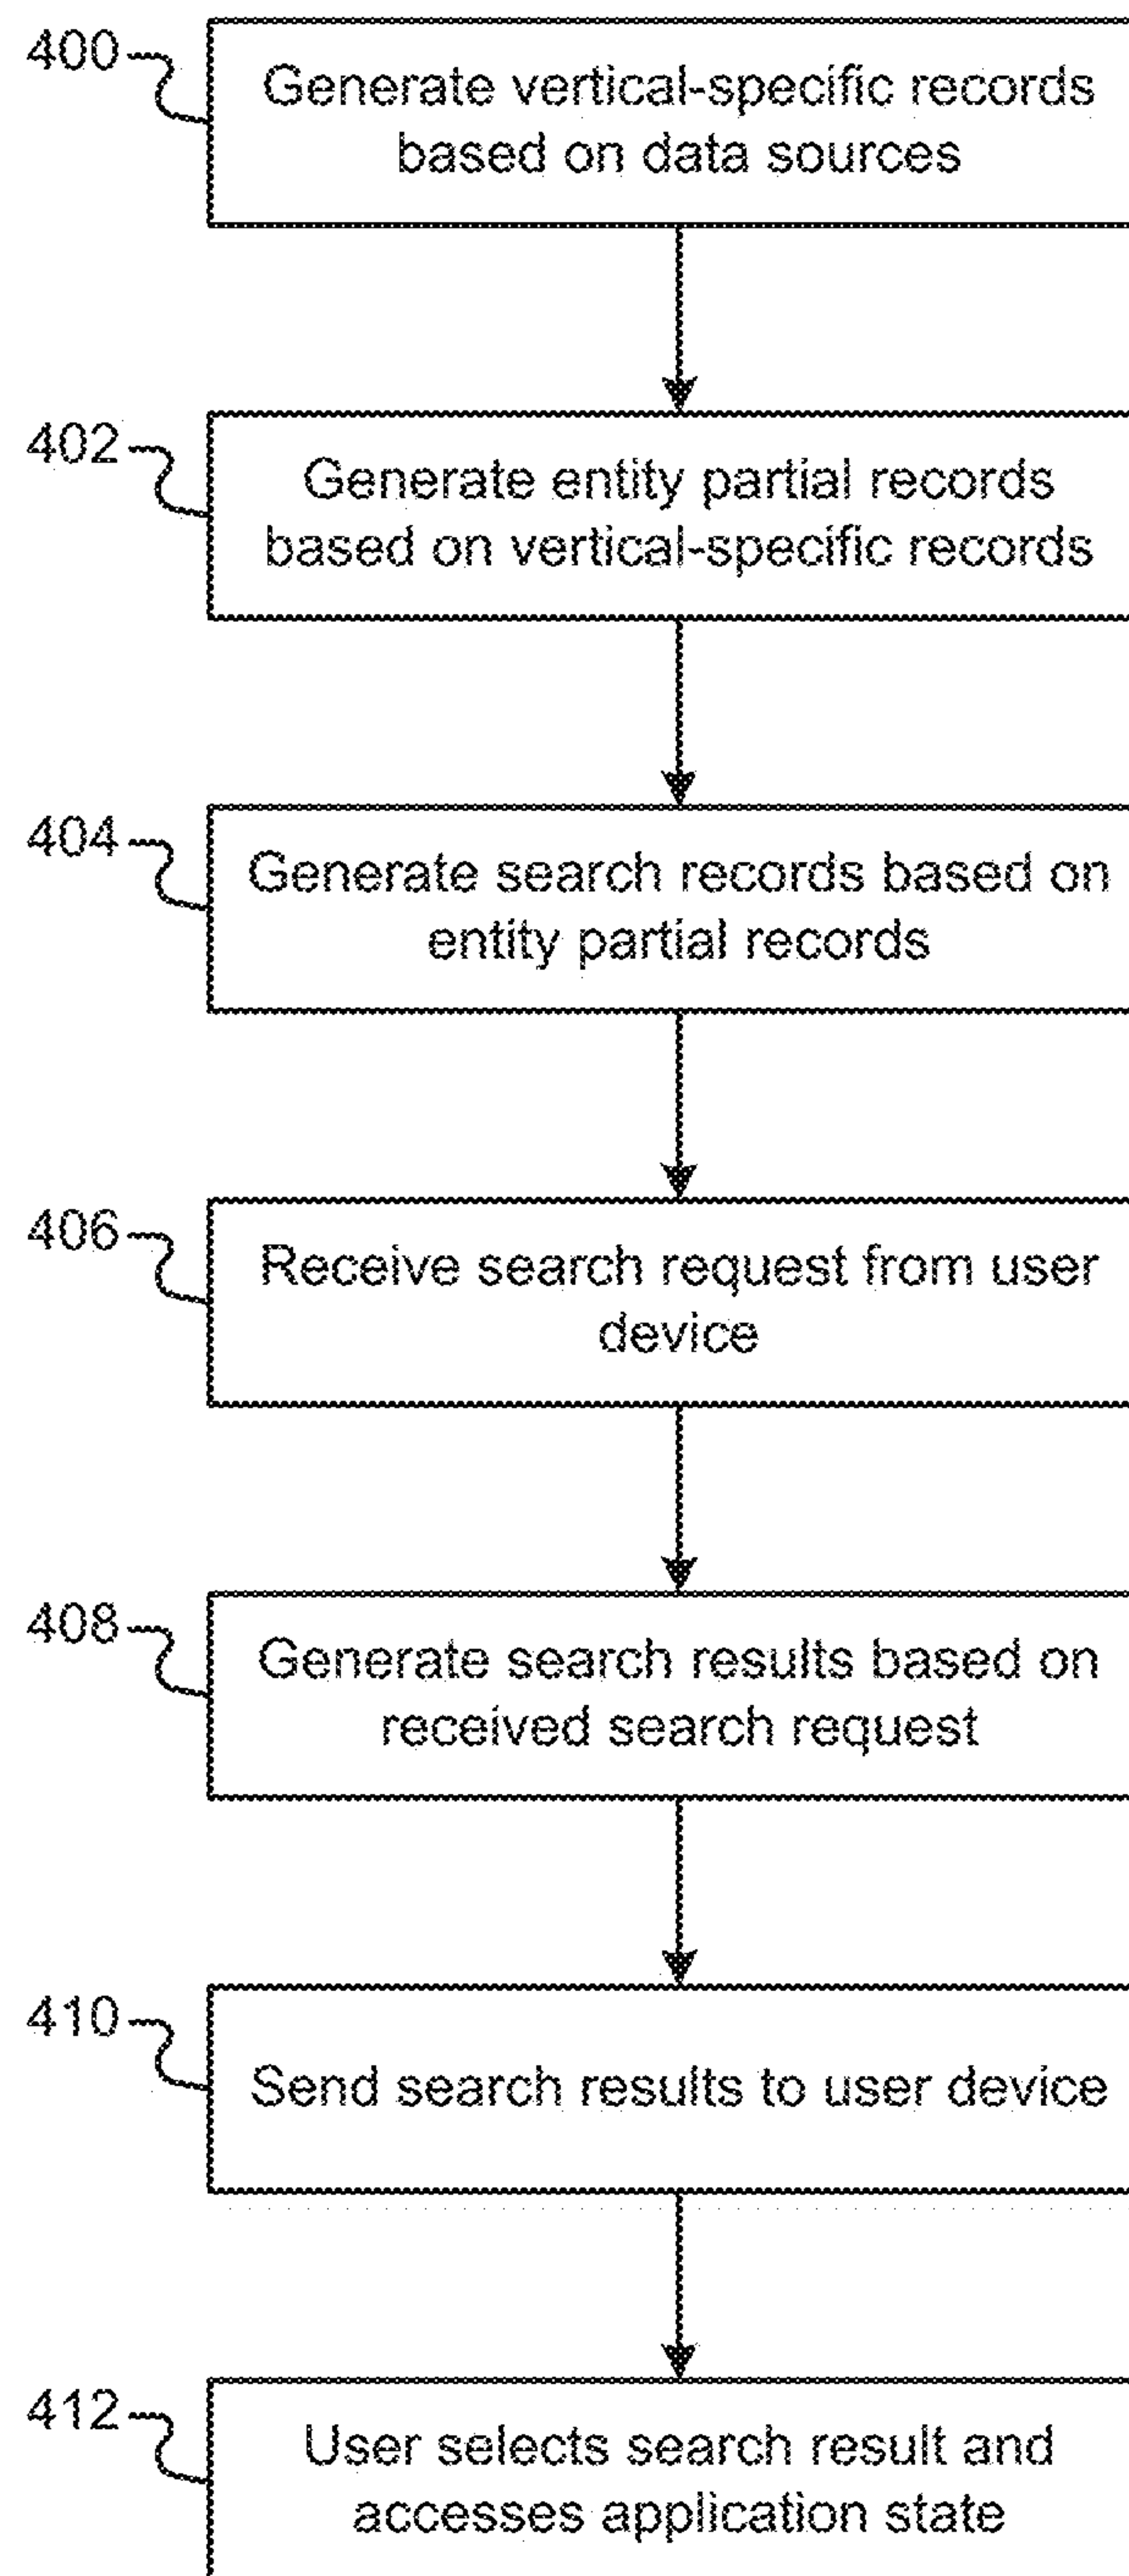 400
Generate vertical-specific records
based on data sources
402
Generate entity partial records
based on vertical-specific records
404
Generate search records based on
entity partial records
406
Receive search request from user
device
408
Generate search results based on
received search request
410
Send search results to user device
412
User selects search result and
accesses application state